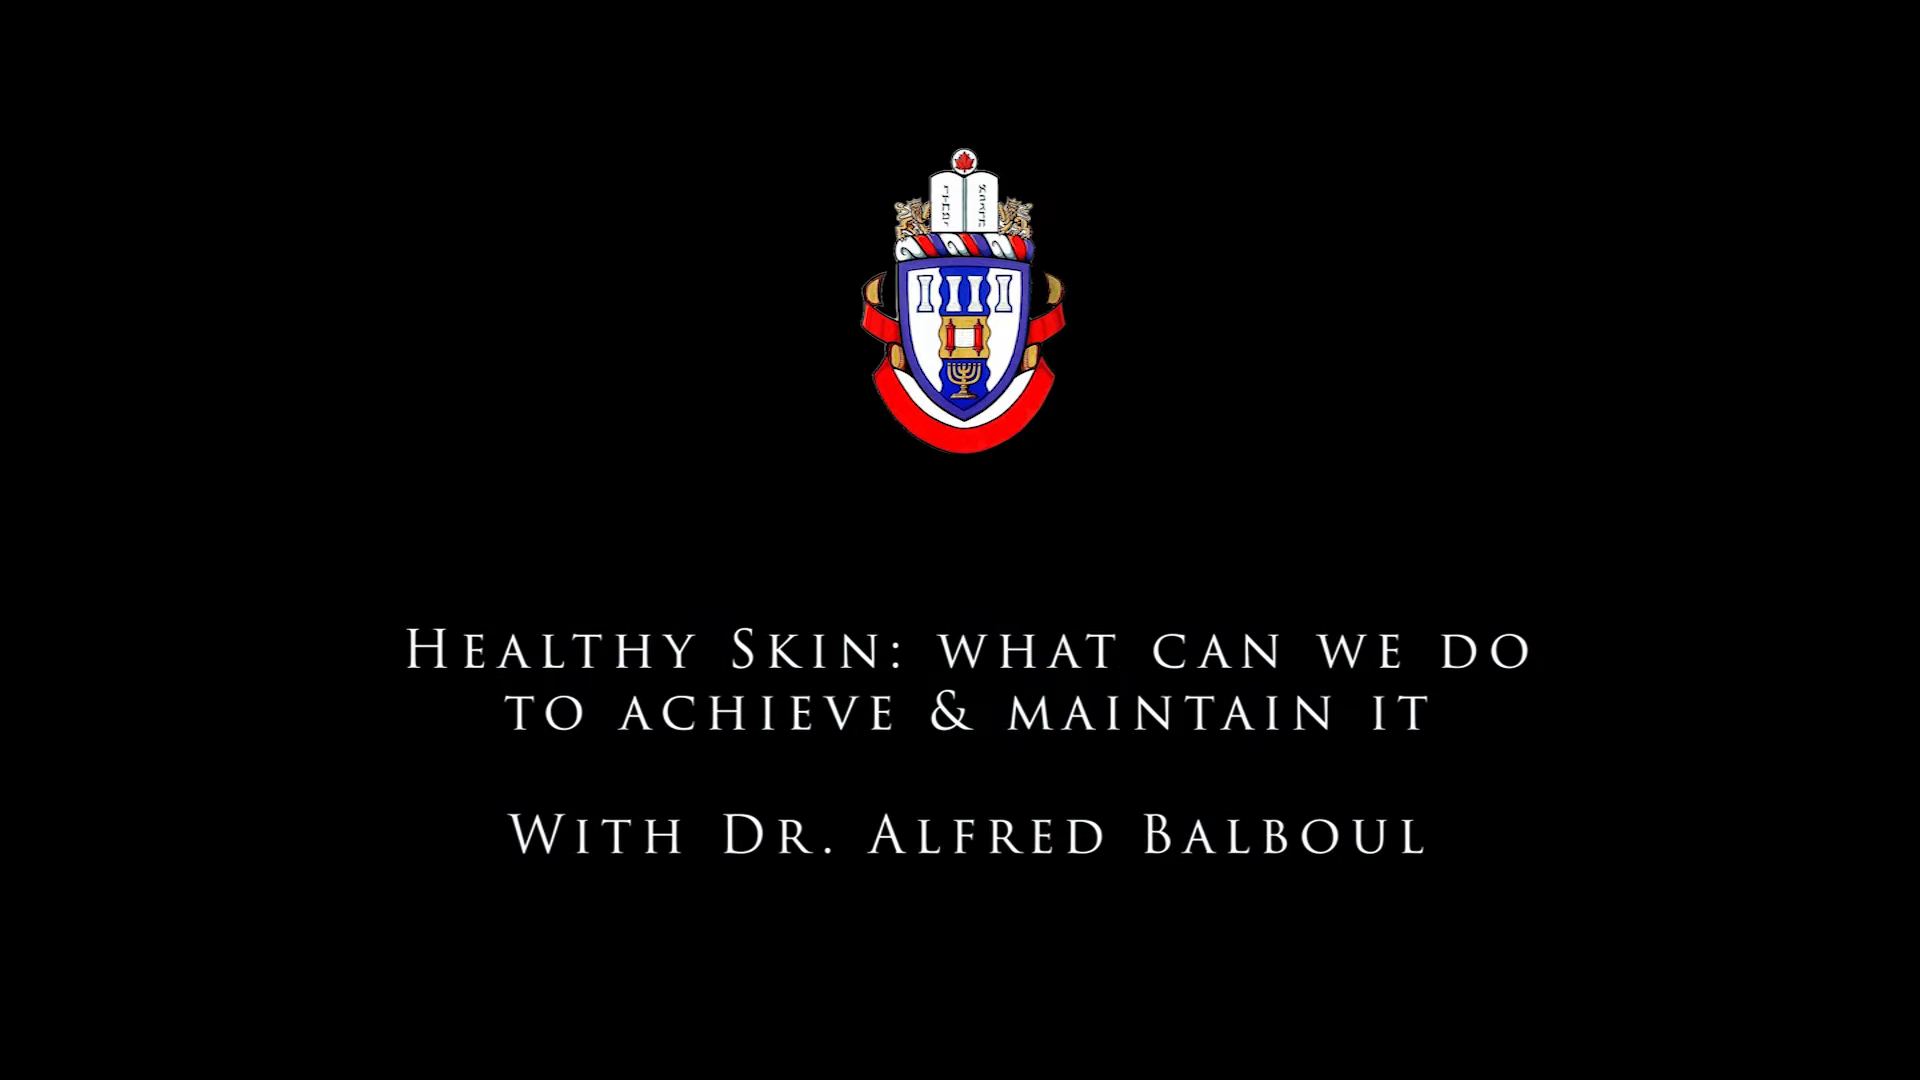 Healthy Skin: what can we do
to achieve & maintain it
With Dr. Alfred Balboul